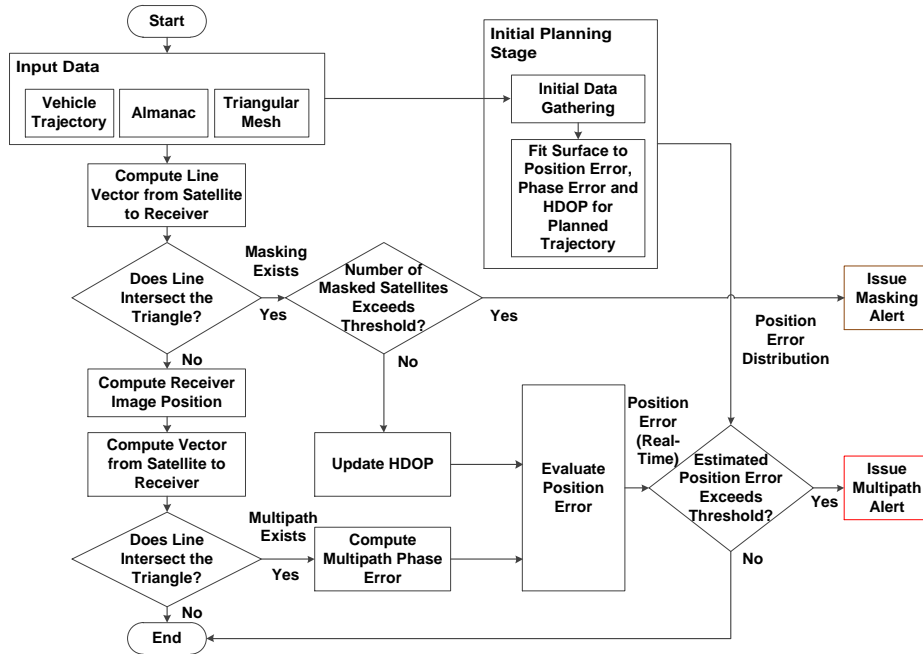 Start
Input Data
Vehicle
Trajectory
Almanac
Triangular
Mesh
Initial Planning
Stage
Initial Data
Gathering
Fit Surface to
Position Error,
Phase Error and
HDOP for
Planned
Trajectory
Compute Line
Vector from Satellite
to Receiver
Does Line
Intersect the
Triangle?
Masking
Exists
Yes
Number of
Masked Satellites
Exceeds
Threshold?
Yes
Issue
Masking
Alert
Position
Error
Distribution
No
No
Compute Receiver
Image Position
Compute Vector
from Satellite to
Receiver
Update HDOP
Evaluate
Position
Error
Position
Error
(Real-
Time)
Estimated
Position Error
Exceeds
Threshold?
Yes
Issue
Multipath
Alert
Does Line
Intersect the
Triangle?
Multipath
Exists
Yes
Compute
Multipath Phase
Error
No
No
End